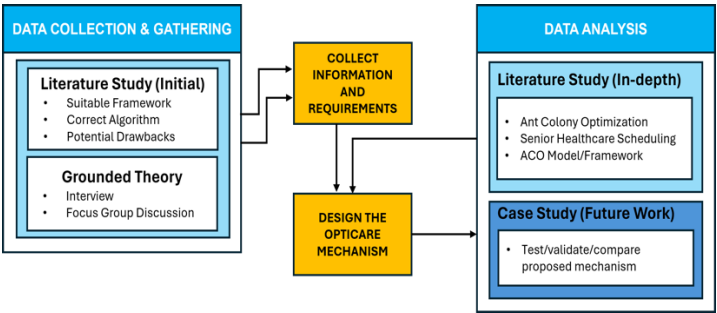 DATA COLLECTION & GATHERING
Literature Study (Initial)
• Suitable Framework
• Correct Algorithm
• Potential Drawbacks
Grounded Theory
• Interview
• Focus Group Discussion
COLLECT
INFORMATION
AND
REQUIREMENTS
DESIGN THE
OPTICARE
MECHANISM
DATA ANALYSIS
Literature Study (In-depth)
• Ant Colony Optimization
• Senior Healthcare Scheduling
• ACO Model/Framework
Case Study (Future Work)
• Test/validate/compare
proposed mechanism